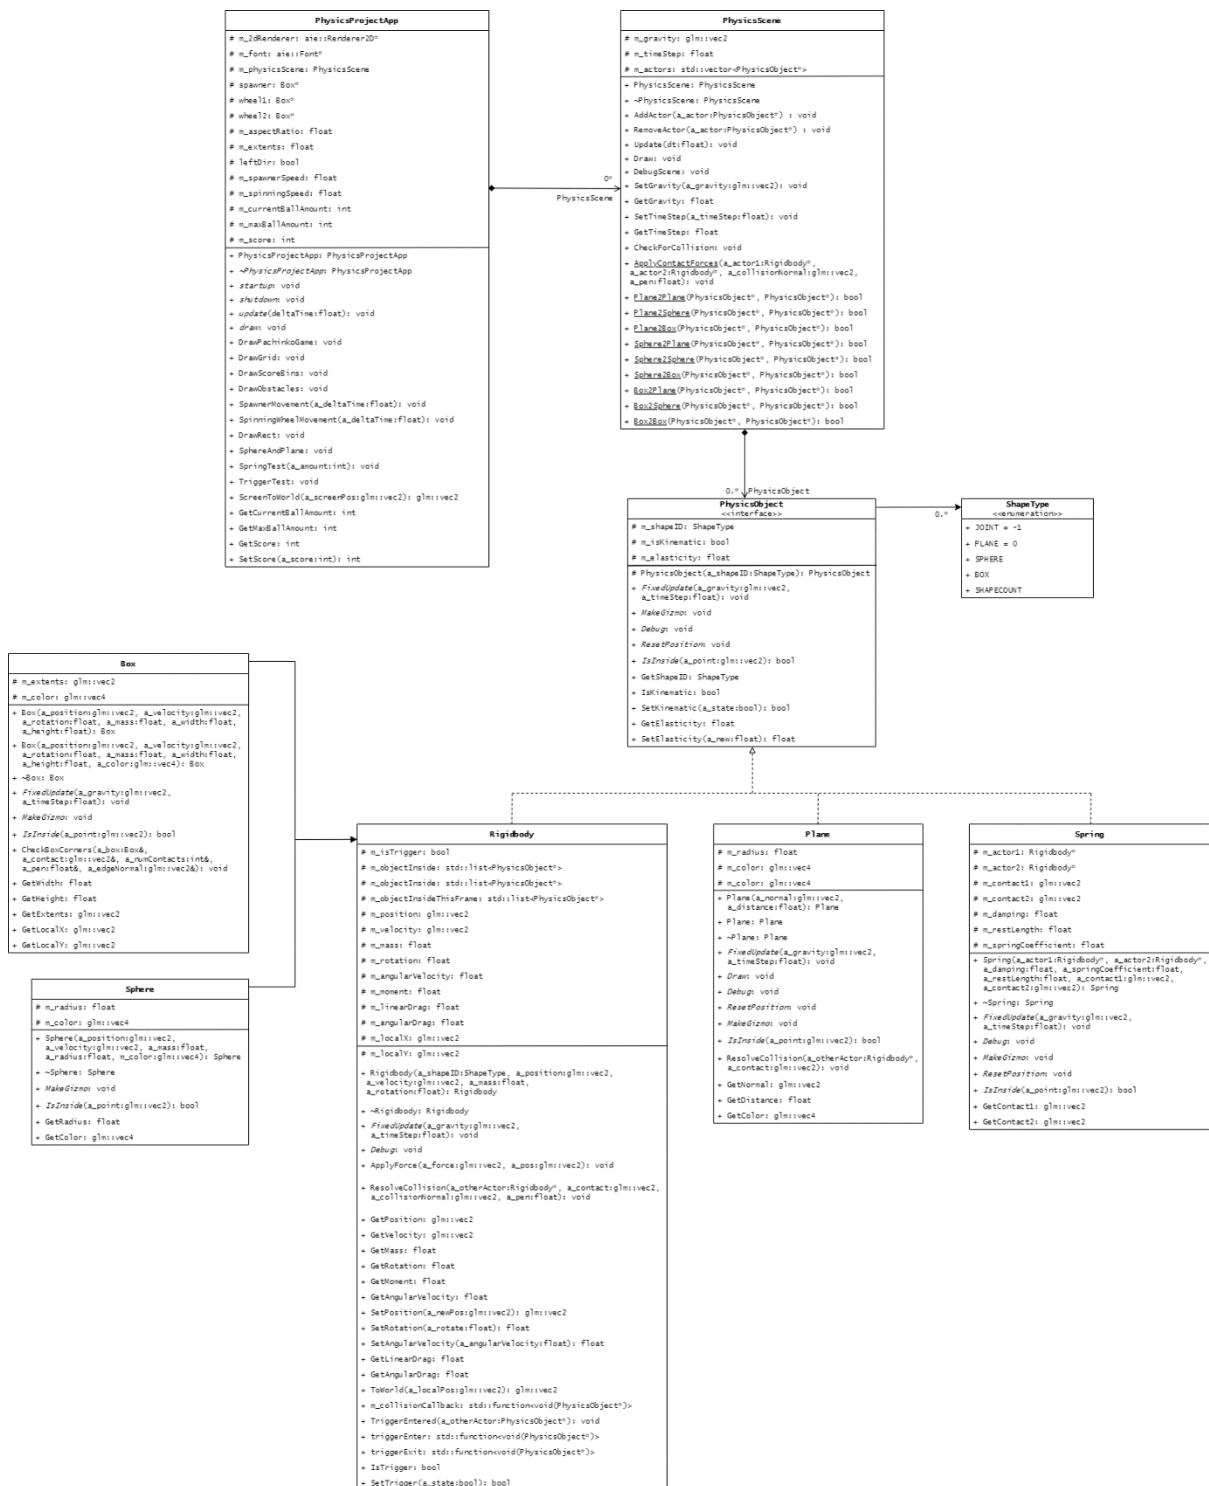 PhysicsProjectApp
# m_2dRenderer: aie::Renderer2D*
# m_font: aie::Font*
# m_physicsScene: PhysicsScene
# spawner: Box*
# wheel1: Box*
# wheel2: Box*
# m_aspectRatio: float
# m_extents: float
# leftDir: bool
# m_spawnerSpeed: float
# m_spinningSpeed: float
# m_currentBallAmount: int
# m_maxBallAmount: int
# m_score: int
+ PhysicsProjectApp: PhysicsProjectApp
+ ~PhysicsProjectApp: PhysicsProjectApp
+ startup: void
+ shutdown: void
+ update(deltaTime:float): void
+ draw: void
+ DrawPachinkoGame: void
+ DrawGrid: void
+ DrawScoreBins: void
+ DrawObstacles: void
+ SpawnerMovement(a_deltaTime:float): void
+ SpinningWheelMovement(a_deltaTime:float): void
+ DrawRect: void
+ SphereAndPlane: void
+ SpringTest(a_amount:int): void
+ TriggerTest: void
+ ScreenToWorld(a_screenPos:glm::vec2): glm::vec2
+ GetCurrentBallAmount: int
+ GetMaxBallAmount: int
+ GetScore: int
+ SetScore(a_score:int): int
0*
PhysicsScene
PhysicsScene
# m_gravity: glm::vec2
# m_timeStep: float
# m_actors: std::vector<PhysicsObject*>
+ PhysicsScene: PhysicsScene
+ ~PhysicsScene: PhysicsScene
+ AddActor(a_actor:PhysicsObject*) : void
+ RemoveActor(a_actor:PhysicsObject*) : void
+ Update(dt:float): void
+ Draw: void
+ DebugScene: void
+ SetGravity(a_gravity:glm::vec2): void
+ GetGravity: float
+ SetTimeStep(a_timeStep:float): void
+ GetTimeStep: float
+ CheckForCollision: void
+ ApplyContactForces(a_actor1:Rigidbody*,
a_actor2:Rigidbody*, a_collisionNormal:glm::vec2,
a_pen:float): void
+ Plane2Plane(PhysicsObject*, PhysicsObject*): bool
+ Plane2Sphere(PhysicsObject*, PhysicsObject*): bool
+ Plane2Box(PhysicsObject*, PhysicsObject*): bool
+ Sphere2Plane(PhysicsObject*, PhysicsObject*): bool
+ Sphere2Sphere(PhysicsObject*, PhysicsObject*): bool
+ Sphere2Box(PhysicsObject*, PhysicsObject*): bool
+ Box2Plane(PhysicsObject*, PhysicsObject*): bool
+ Box2Sphere(PhysicsObject*, PhysicsObject*): bool
+ Box2Box(PhysicsObject*, PhysicsObject*): bool
0.* PhysicsObject
PhysicsObject
<<interface>>
# m_shapeID: ShapeType
# m_isKinematic: bool
# m_elasticity: float
# PhysicsObject(a_shapeID:ShapeType): PhysicsObject
+ FixedUpdate(a_gravity:glm::vec2,
a_timeStep:float): void
+ MakeGizmo: void
+ Debug: void
+ ResetPosition: void
+ IsInside(a_point:glm::vec2): bool
+ GetShapeID: ShapeType
+ IsKinematic: bool
+ SetKinematic(a_state:bool): bool
+ GetElasticity: float
+ SetElasticity(a_new:float): float
0.*
ShapeType
<<enumeration>>
+ JOINT = -1
+ PLANE = 0
+ SPHERE
+ BOX
+ SHAPECOUNT
Box
# m_extents: glm::vec2
# m_color: glm::vec4
+ Box(a_position:glm::vec2, a_velocity:glm::vec2,
a_rotation:float, a_mass:float, a_width:float,
a_height:float): Box
+ Box(a_position:glm::vec2, a_velocity:glm::vec2,
a_rotation:float, a_mass:float, a_width:float,
a_height:float, a_color:glm::vec4): Box
+ ~Box: Box
+ FixedUpdate(a_gravity:glm::vec2,
a_timeStep:float): void
+ MakeGizmo: void
+ IsInside(a_point:glm::vec2): bool
+ CheckBoxCorners(a_box:Box&,
a_contact:glm::vec2&, a_numContacts:int&,
a_pen:float&, a_edgeNormal:glm::vec2&): void
+ GetWidth: float
+ GetHeight: float
+ GetExtents: glm::vec2
+ GetLocalX: glm::vec2
+ GetLocalY: glm::vec2
Sphere
# m_radius: float
# m_color: glm::vec4
+ Sphere(a_position:glm::vec2,
a_velocity:glm::vec2, a_mass:float,
a_radius:float, m_color:glm::vec4): Sphere
+ ~Sphere: Sphere
+ MakeGizmo: void
+ IsInside(a_point:glm::vec2): bool
+ GetRadius: float
+ GetColor: glm::vec4
Rigidbody
# m_isTrigger: bool
# m_objectInside: std::list<PhysicsObject*>
# m_objectInside: std::list<PhysicsObject*>
# m_objectInsideThisFrame: std::list<PhysicsObject*>
# m_position: glm::vec2
# m_velocity: glm::vec2
# m_mass: float
# m_rotation: float
# m_angularVelocity: float
# m_moment: float
# m_linearDrag: float
# m_angularDrag: float
# m_localX: glm::vec2
# m_localY: glm::vec2
+ Rigidbody(a_shapeID:ShapeType, a_position:glm::vec2,
a_velocity:glm::vec2, a_mass:float,
a_rotation:float): Rigidbody
+ ~Rigidbody: Rigidbody
+ FixedUpdate(a_gravity:glm::vec2,
a_timeStep:float): void
+ Debug: void
+ ApplyForce(a_force:glm::vec2, a_pos:glm::vec2): void
+ ResolveCollision(a_otherActor:Rigidbody*, a_contact:glm::vec2,
a_collisionNormal:glm::vec2, a_pen:float): void
+ GetPosition: glm::vec2
+ GetVelocity: glm::vec2
+ GetMass: float
+ GetRotation: float
+ GetMoment: float
+ GetAngularVelocity: float
+ SetPosition(a_newPos:glm::vec2): glm::vec2
+ SetRotation(a_rotate:float): float
+ SetAngularVelocity(a_angularVelocity:float): float
+ GetLinearDrag: float
+ GetAngularDrag: float
+ ToWorld(a_localPos:glm::vec2): glm::vec2
+ m_collisionCallback: std::function<void(PhysicsObject*)>
+ TriggerEntered(a_otherActor:PhysicsObject*): void
+ triggerEnter: std::function<void(PhysicsObject*)>
+ triggerExit: std::function<void(PhysicsObject*)>
+ IsTrigger: bool
+ SetTrigger(a_state:bool): bool
Plane
# m_radius: float
# m_color: glm::vec4
# m_color: glm::vec4
+ Plane(a_normal:glm::vec2,
a_distance:float): Plane
+ Plane: Plane
+ ~Plane: Plane
+ FixedUpdate(a_gravity:glm::vec2,
a_timeStep:float): void
+ Draw: void
+ Debug: void
+ ResetPosition: void
+ MakeGizmo: void
+ IsInside(a_point:glm::vec2): bool
+ ResolveCollision(a_otherActor:Rigidbody*,
a_contact:glm::vec2): void
+ GetNormal: glm::vec2
+ GetDistance: float
+ GetColor: glm::vec4
Spring
# m_actor1: Rigidbody*
# m_actor2: Rigidbody*
# m_contact1: glm::vec2
# m_contact2: glm::vec2
# m_damping: float
# m_restLength: float
# m_springCoefficient: float
+ Spring(a_actor1:Rigidbody*, a_actor2:Rigidbody*,
a_damping:float, a_springCoefficient:float,
a_restLength:float, a_contact1:glm::vec2,
a_contact2:glm::vec2): Spring
+ ~Spring: Spring
+ FixedUpdate(a_gravity:glm::vec2,
a_timeStep:float): void
+ Debug: void
+ MakeGizmo: void
+ ResetPosition: void
+ IsInside(a_point:glm::vec2): bool
+ GetContact1: glm::vec2
+ GetContact2: glm::vec2